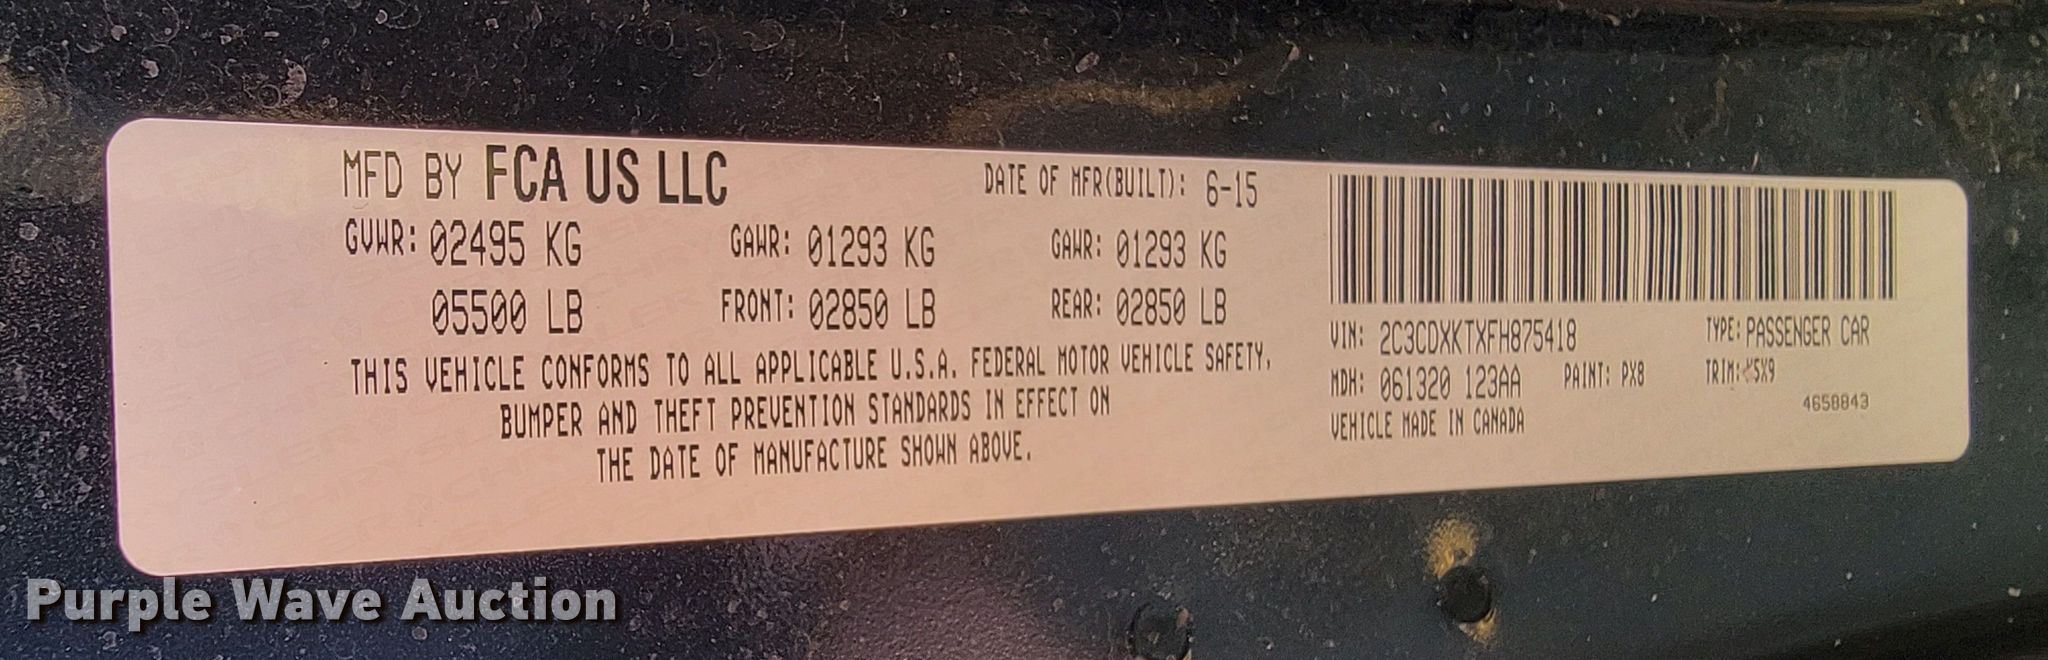 MFD BY FCA US LLC DATE OF MFR(BUILT): 6-15
GVWR: 02495 KG GAWR: 01293 KG GAWR: 01293 KG
05500 LB FRONT: 02850 LB REAR: 02850 LB
THIS VEHICLE CONFORMS TO ALL APPLICABLE U.S.A. FEDERAL MOTOR VEHICLE SAFETY,
BUMPER AND THEFT PREVENTION STANDARDS IN EFFECT ON
THE DATE OF MANUFACTURE SHOWN ABOVE.
VIN: 2C3CDXKTXFH875418 TYPE: PASSENGER CAR
MDH: 061320 123AA PAINT: PX8 TRIM: X5X9
VEHICLE MADE IN CANADA
4658843
Purple Wave Auction